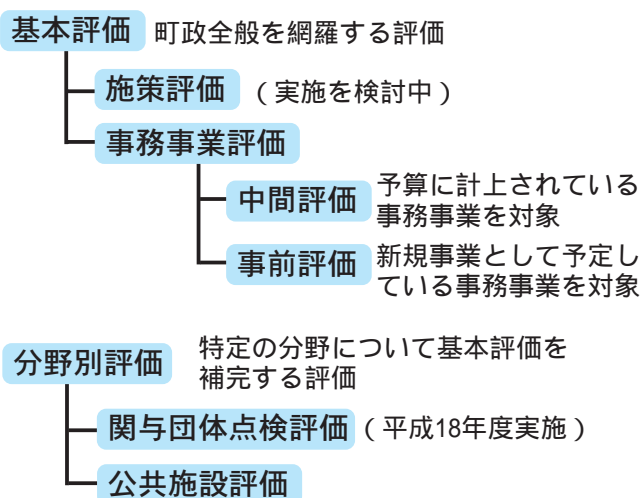 基本評価 町政全般を網羅する評価
施策評価 （実施を検討中）
事務事業評価
中間評価 予算に計上されている
事務事業を対象
事前評価 新規事業として予定し
ている事務事業を対象
分野別評価 特定の分野について基本評価を
補完する評価
関与団体点検評価（平成18年度実施）
公共施設評価